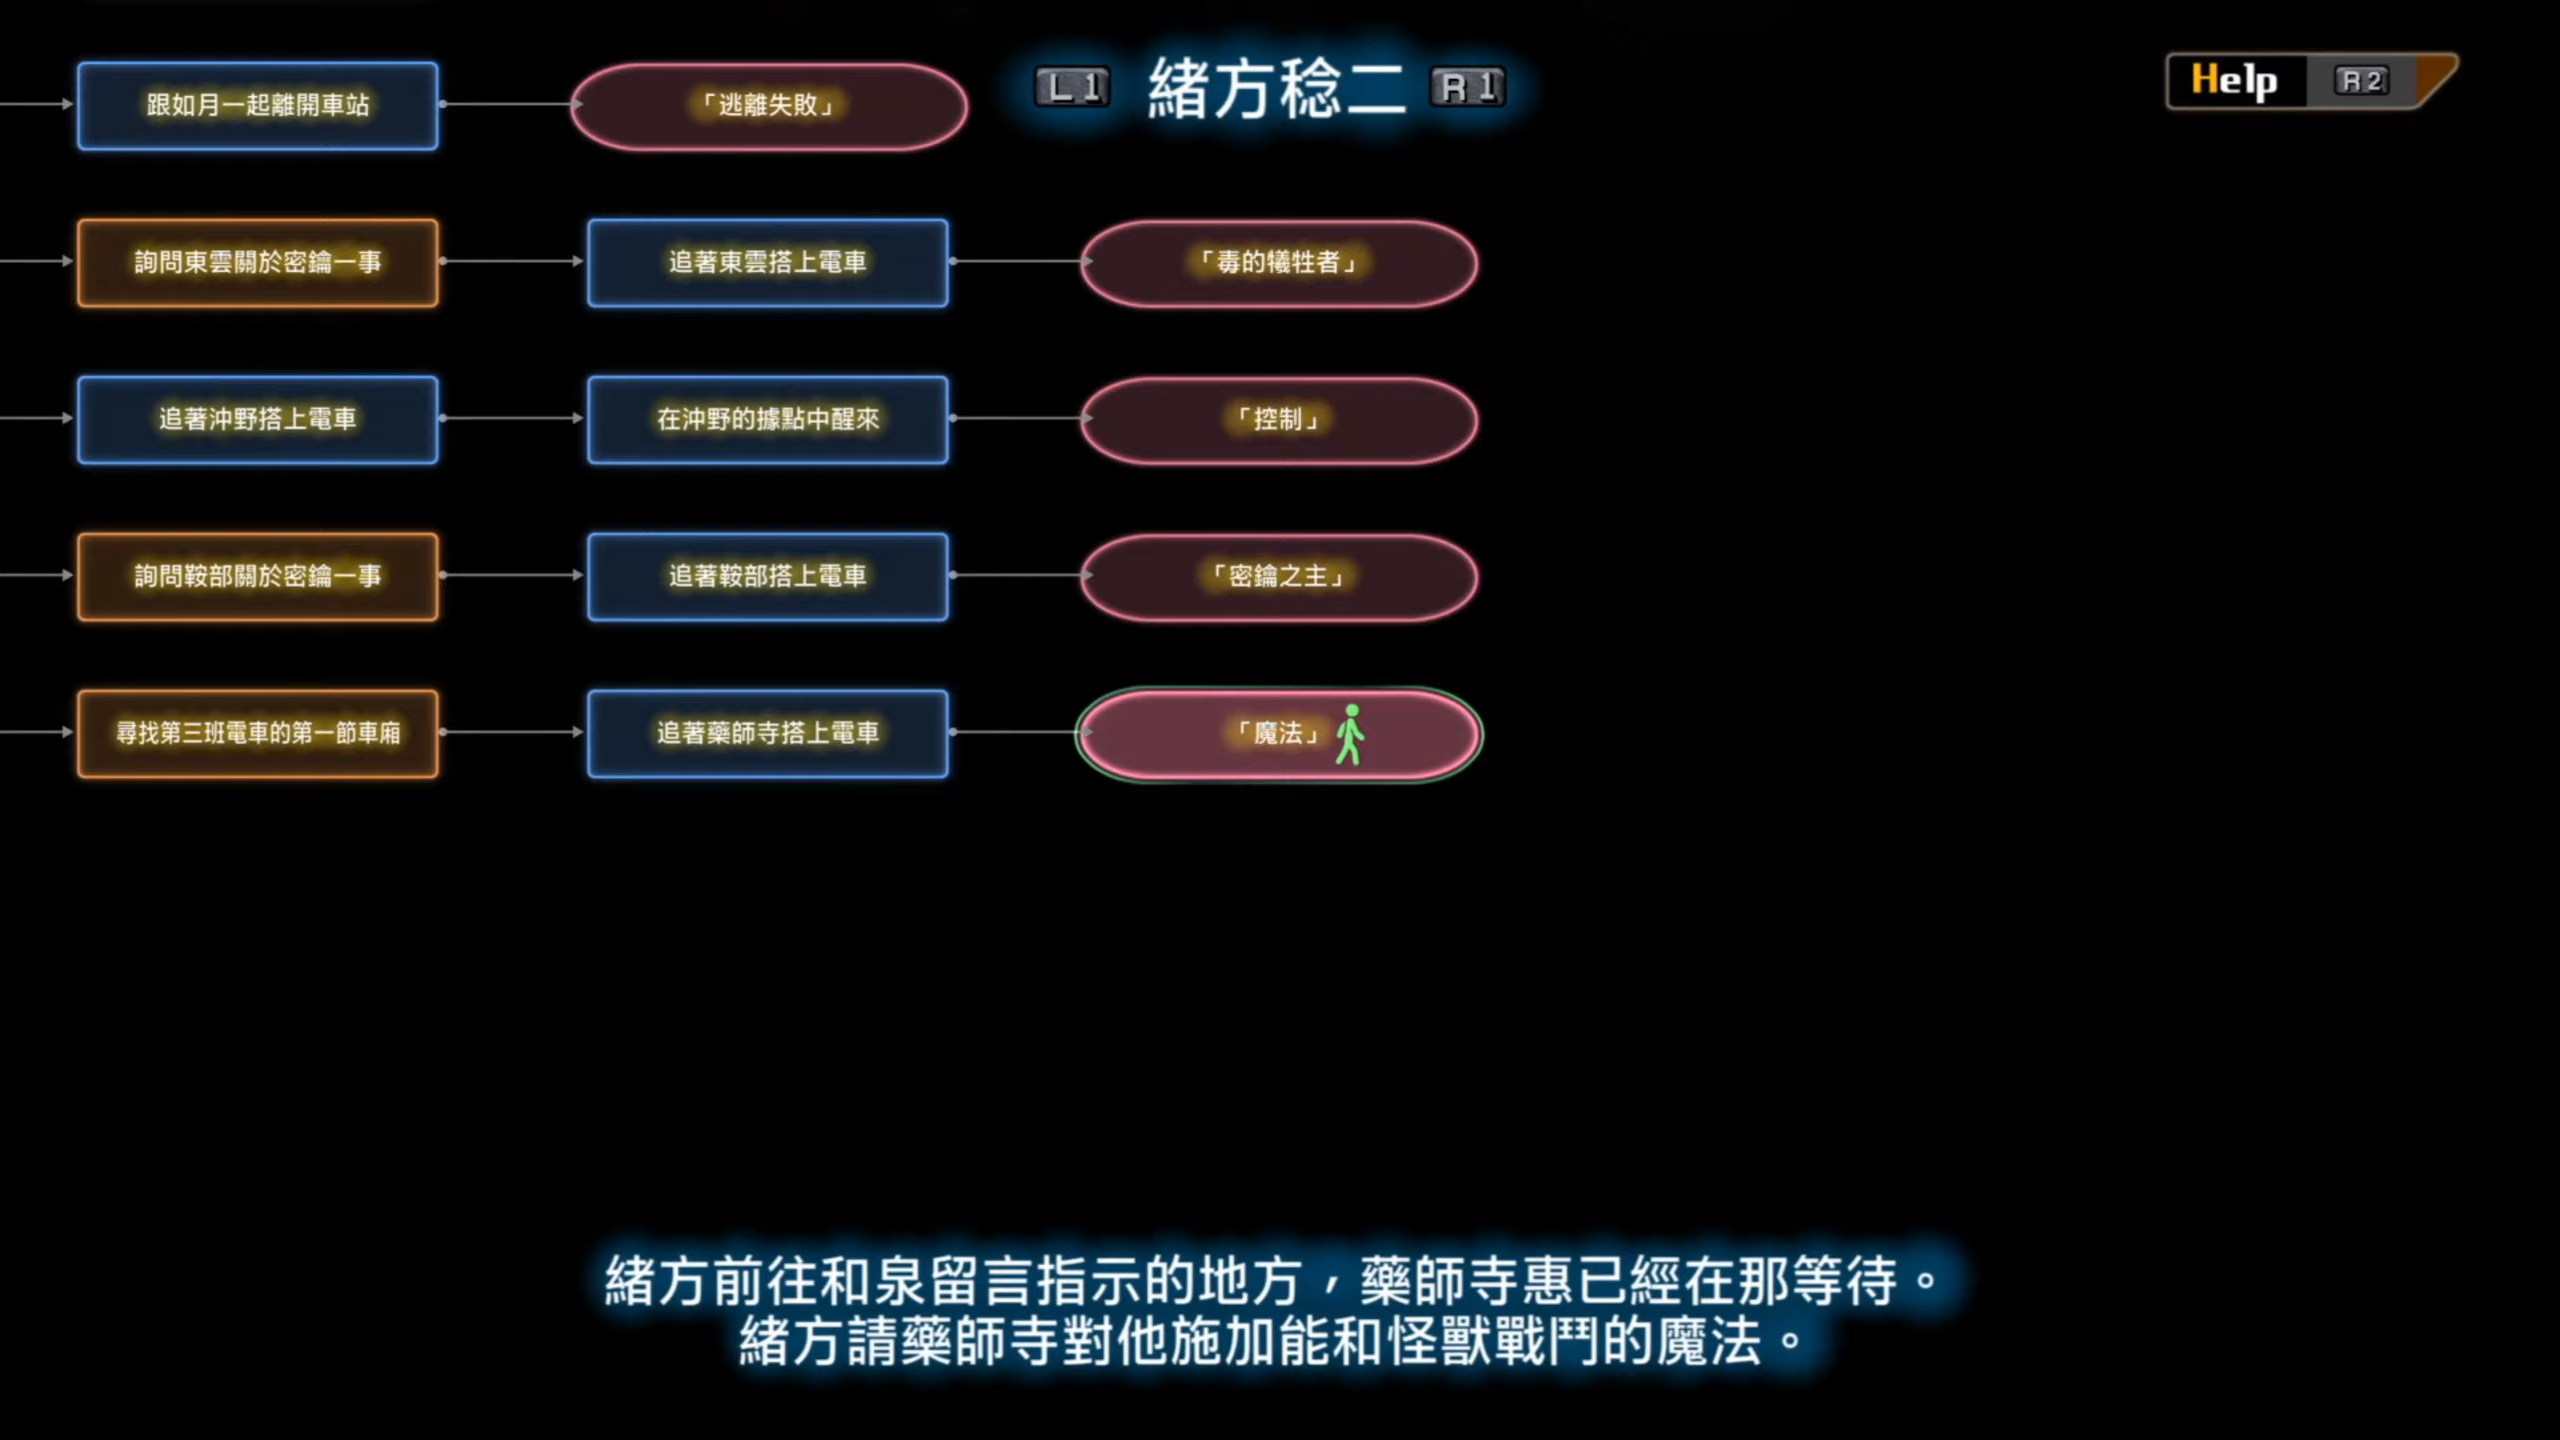 L1 緒方稔二 R1
Help R2
跟如月一起離開車站
「逃離失敗」
詢問東雲關於密鑰一事
追著東雲搭上電車
「毒的犧牲者」
追著沖野搭上電車
在沖野的據點中醒來
「控制」
詢問鞍部關於密鑰一事
追著鞍部搭上電車
「密鑰之主」
尋找第三班電車的第一節車廂
追著藥師寺搭上電車
「魔法」
緒方前往和泉留言指示的地方，藥師寺惠已經在那等待。
緒方請藥師寺對他施加能和怪獸戰鬥的魔法。